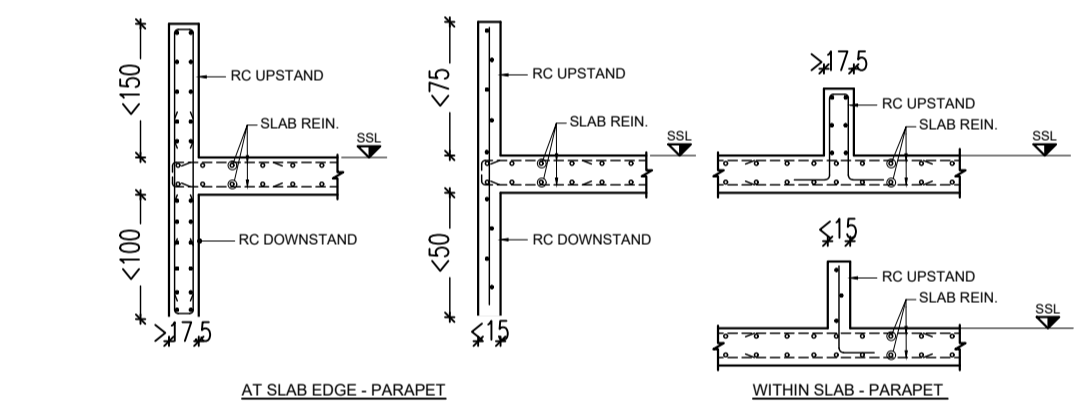 <150
RC UPSTAND
SLAB REIN.
SSL
<100
RC DOWNSTAND
>17,5
<75
RC UPSTAND
SLAB REIN.
SSL
<50
RC DOWNSTAND
≤15
AT SLAB EDGE - PARAPET
>17,5
RC UPSTAND
SLAB REIN.
SSL
≤15
RC UPSTAND
SLAB REIN.
SSL
WITHIN SLAB - PARAPET